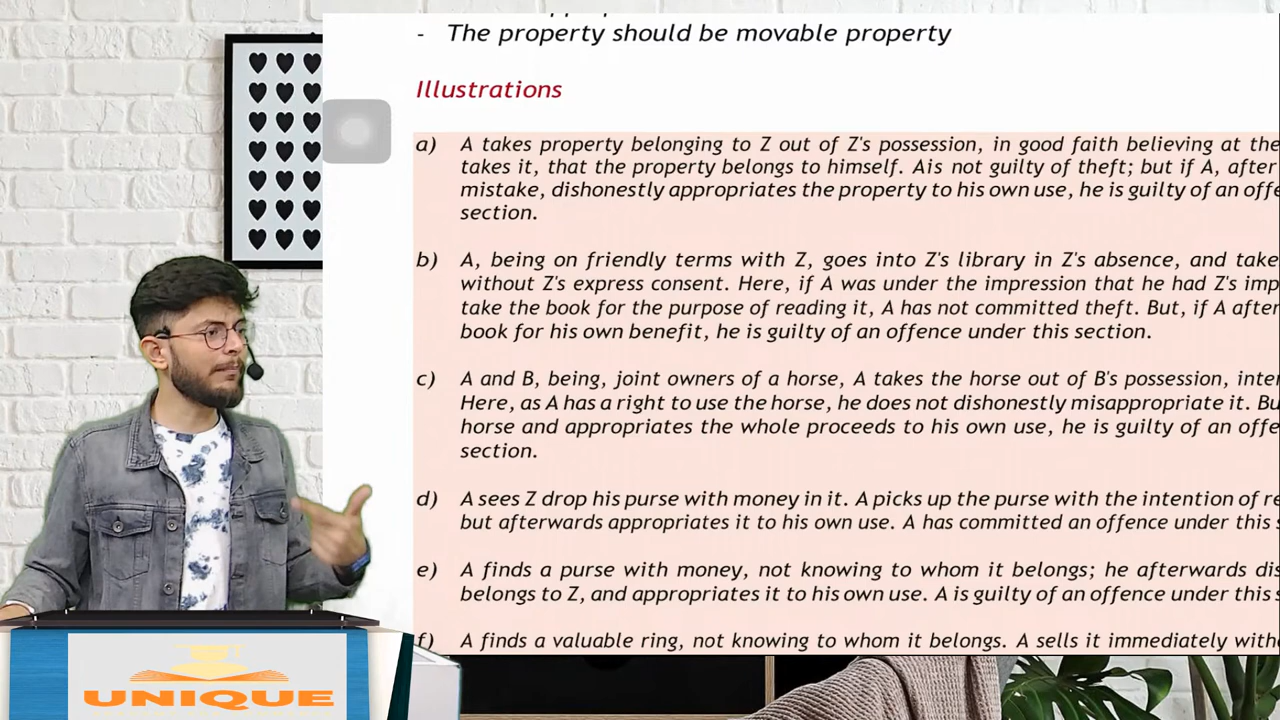 - The property should be movable property
Illustrations
a) A takes property belonging to Z out of Z's possession, in good faith believing at the
takes it, that the property belongs to himself. Ais not guilty of theft; but if A, after
mistake, dishonestly appropriates the property to his own use, he is guilty of an offe
section.
b) A, being on friendly terms with Z, goes into Z's library in Z's absence, and take
without Z's express consent. Here, if A was under the impression that he had Z's imp
take the book for the purpose of reading it, A has not committed theft. But, if A after
book for his own benefit, he is guilty of an offence under this section.
c) A and B, being, joint owners of a horse, A takes the horse out of B's possession, inte
Here, as A has a right to use the horse, he does not dishonestly misappropriate it. Bu
horse and appropriates the whole proceeds to his own use, he is guilty of an offe
section.
d) A sees Z drop his purse with money in it. A picks up the purse with the intention of re
but afterwards appropriates it to his own use. A has committed an offence under this
e) A finds a purse with money, not knowing to whom it belongs; he afterwards dis
belongs to Z, and appropriates it to his own use. A is guilty of an offence under this
f) A finds a valuable ring, not knowing to whom it belongs. A sells it immediately with
UNIQUE